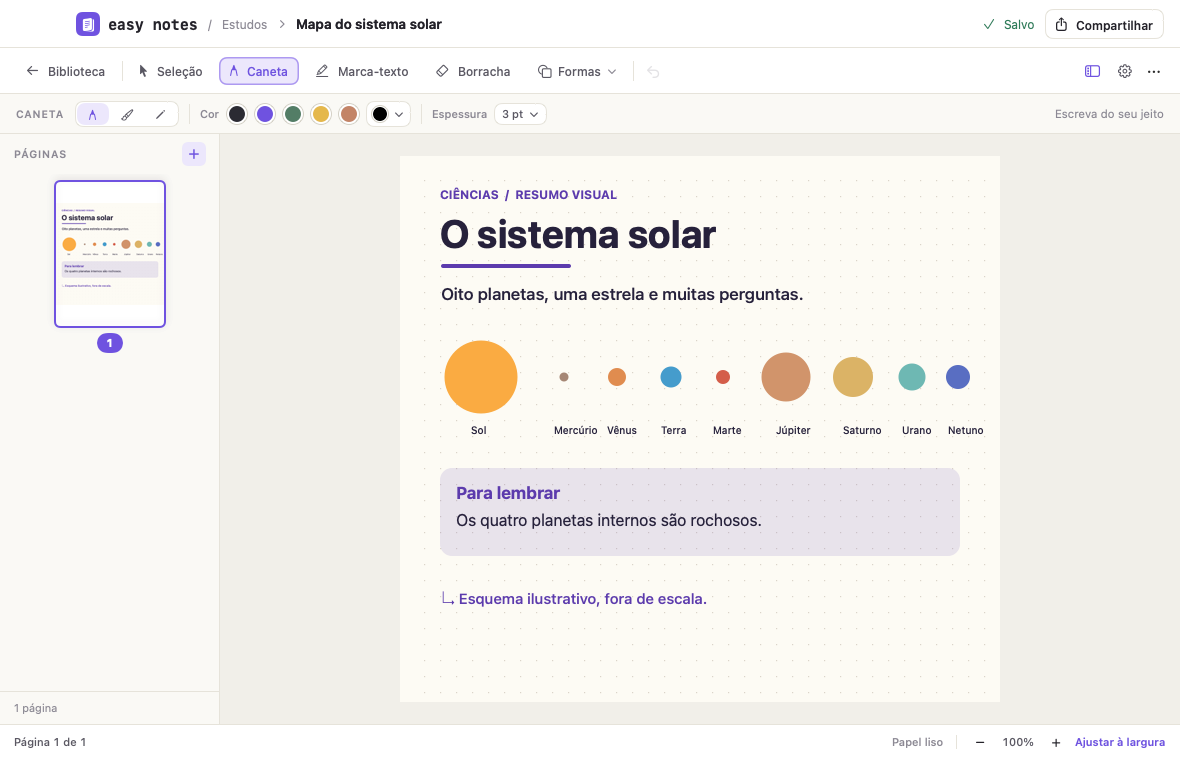 easy notes / Estudos > Mapa do sistema solar
Salvo
Compartilhar
Biblioteca
Seleção
Caneta
Marca-texto
Borracha
Formas
CANETA
Cor
Espessura
3 pt
Escreva do seu jeito
PÁGINAS
1
CIÊNCIAS / RESUMO VISUAL
O sistema solar
Oito planetas, uma estrela e muitas perguntas.
Sol Mercúrio Vênus Terra Marte Júpiter Saturno Urano Netuno
Para lembrar
Os quatro planetas internos são rochosos.
Esquema ilustrativo, fora de escala.
1 página
Página 1 de 1
Papel liso
− 100% +
Ajustar à largura